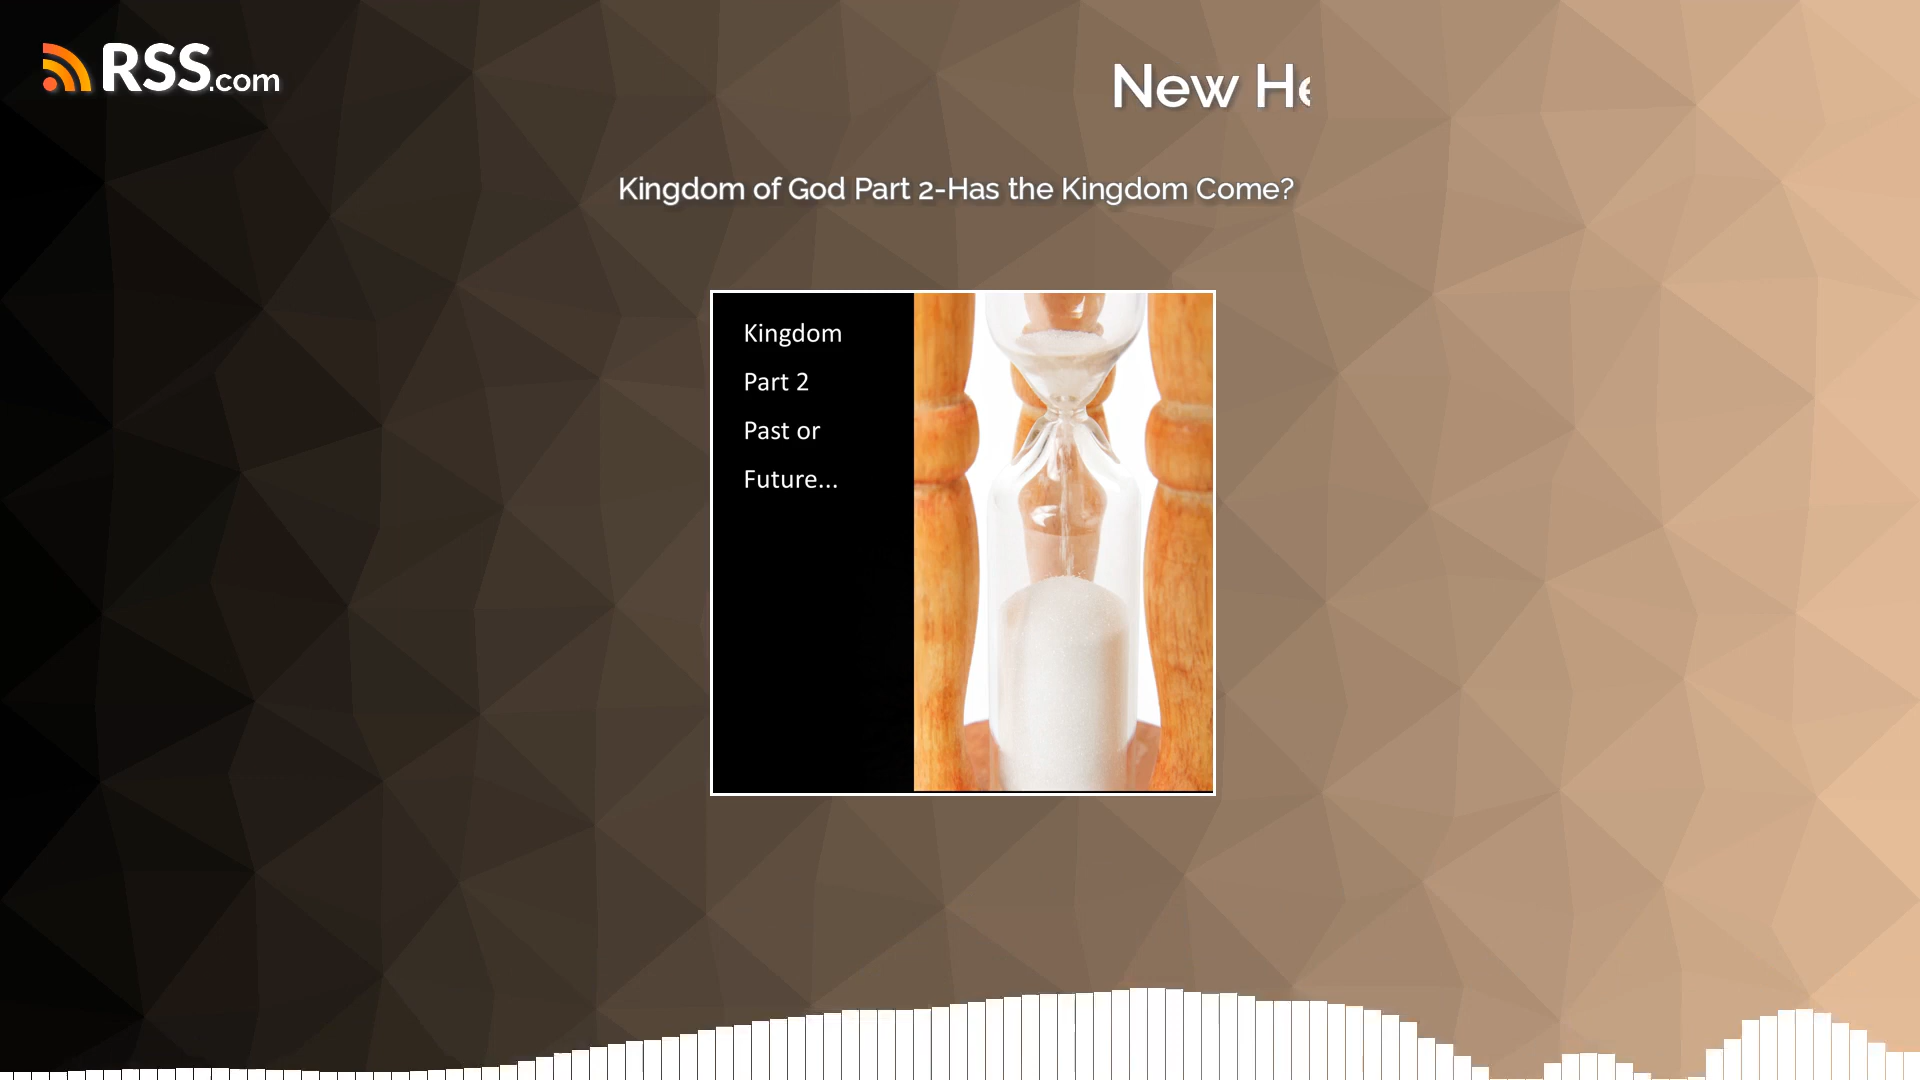 RSS.com
New He
Kingdom of God Part 2-Has the Kingdom Come?
Kingdom
Part 2
Past or
Future...